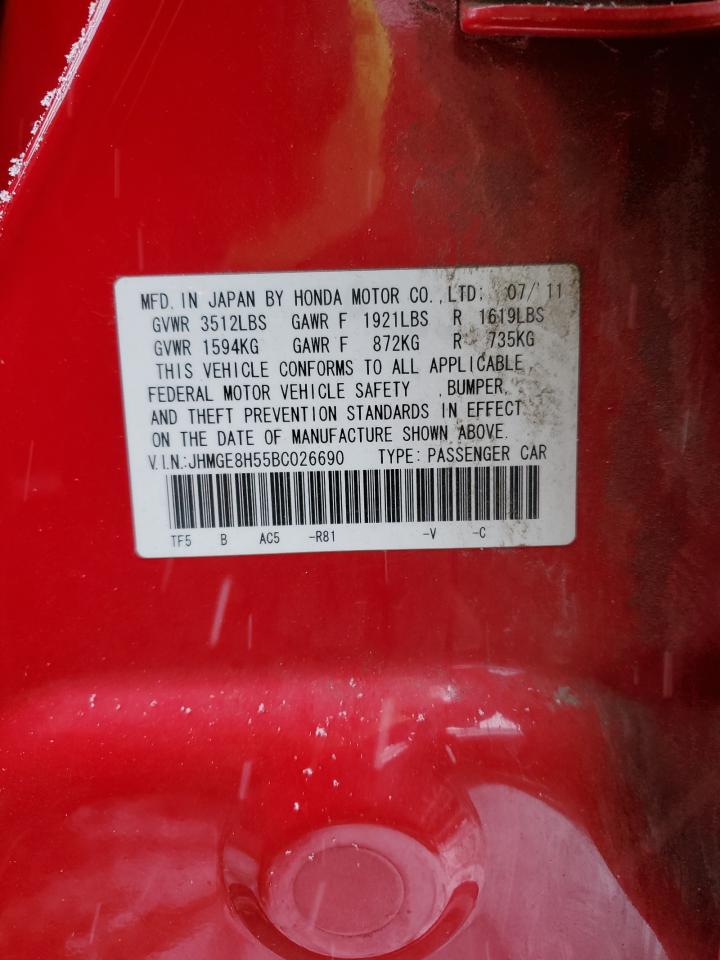 MFD. IN JAPAN BY HONDA MOTOR CO., LTD; 07/'11
GVWR 3512LBS GAWR F 1921LBS R 1619LBS
GVWR 1594KG GAWR F 872KG R 735KG
THIS VEHICLE CONFORMS TO ALL APPLICABLE
FEDERAL MOTOR VEHICLE SAFETY , BUMPER,
AND THEFT PREVENTION STANDARDS IN EFFECT
ON THE DATE OF MANUFACTURE SHOWN ABOVE.
V.I.N.:JHMGE8H55BC026690 TYPE: PASSENGER CAR
TF5 B AC5 -R81 -V -C